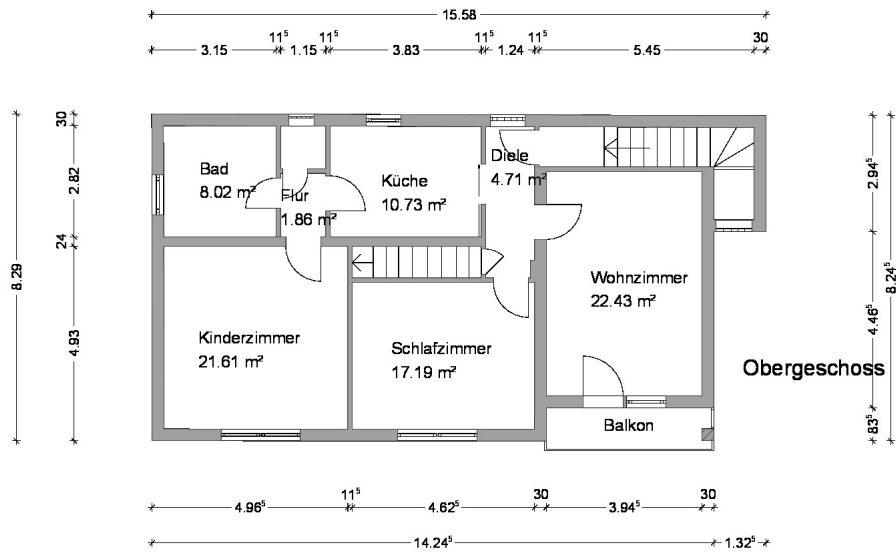 15.58
3.15 11⁵ 1.15 11⁵ 3.83 11⁵ 1.24 11⁵ 5.45 30
8.29
30
2.82
24
4.93
Bad
8.02 m²
Flur
1.86 m²
Küche
10.73 m²
Diele
4.71 m²
Wohnzimmer
22.43 m²
Kinderzimmer
21.61 m²
Schlafzimmer
17.19 m²
Balkon
Obergeschoss
2.94⁵
4.46⁵
83⁵
8.24⁵
4.96⁵ 11⁵ 4.62⁵ 30 3.94⁵ 30
14.24⁵ 1.32⁵